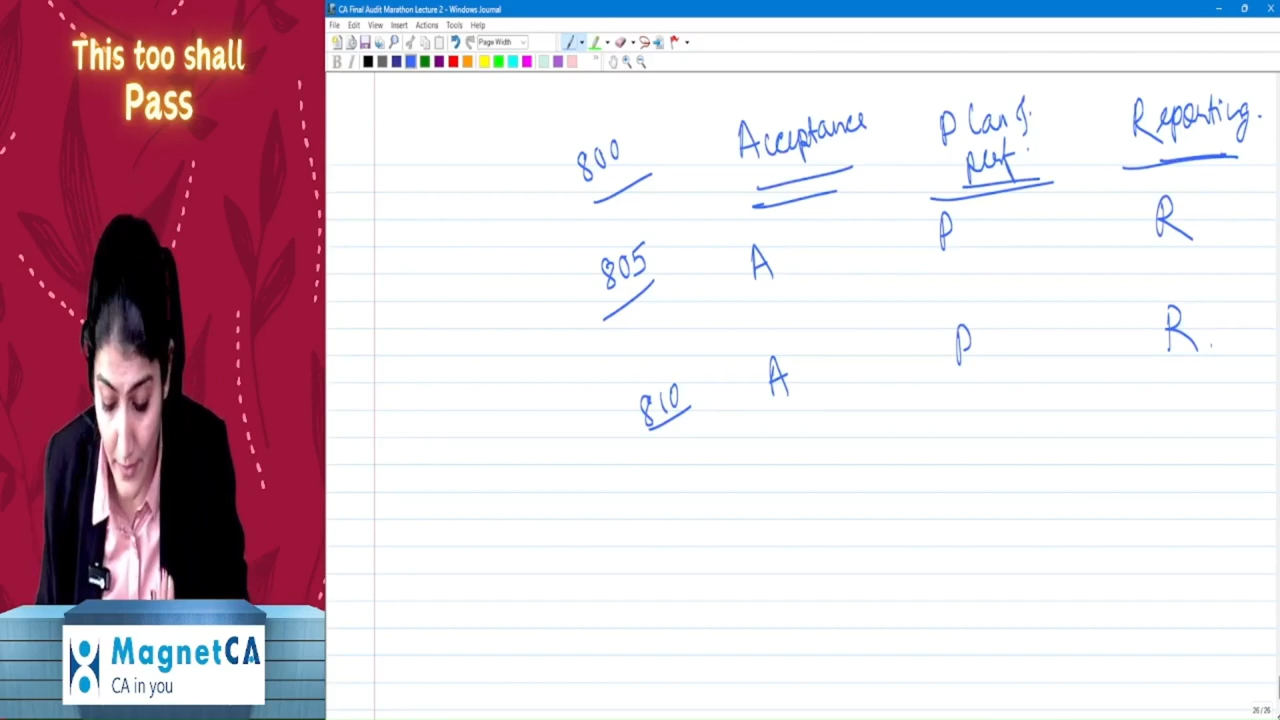 This too shall
Pass
MagnetCA
CA in you
CA Final Audit Marathon Lecture 2 - Windows Journal
File Edit View Insert Actions Tools Help
Page Width
B I
800 Acceptance Plan & Reporting.
perf.
805 A P R
810 A P R.
26 / 26